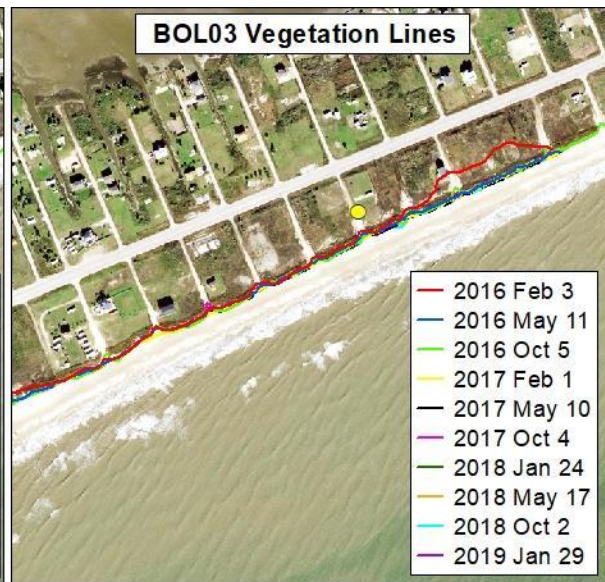 BOL03 Vegetation Lines
2016 Feb 3
2016 May 11
2016 Oct 5
2017 Feb 1
2017 May 10
2017 Oct 4
2018 Jan 24
2018 May 17
2018 Oct 2
2019 Jan 29